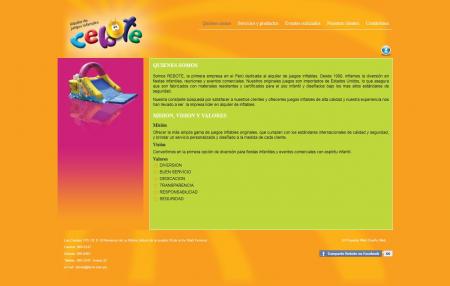 alquiler de
juegos inflables
rebote
Quienes somos Servicios y productos Eventos realizados Nuestros clientes Contáctenos
QUIENES SOMOS
Somos REBOTE, la primera empresa en el Perú dedicada al alquiler de juegos inflables. Desde 1990, influimos la diversión en
fiestas infantiles, reuniones y eventos comerciales. Nuestros originales juegos son importados de Estados Unidos, lo que asegura
que son fabricados con materiales resistentes y certificados para el uso infantil y diseñados bajo los mas altos estándares de
seguridad.
Nuestra constante búsqueda por satisfacer a nuestros clientes y ofrecerles juegos inflables de alta calidad y nuestra experiencia nos
han llevado a ser la empresa líder en alquiler de inflables.
MISION, VISION Y VALORES
Misión
Ofrecer la más amplia gama de juegos inflables originales, que cumplan con los estándares internacionales de calidad y seguridad,
y brindar un servicio personalizado y diseñado a la medida de cada cliente.
Visión
Convertirnos en la primera opción de diversión para fiestas infantiles y eventos comerciales con espíritu infantil.
Valores
DIVERSION
BUEN SERVICIO
DEDICACION
TRANSPARENCIA
RESPONSABILIDAD
SEGURIDAD
Comparte Rebote en Facebook